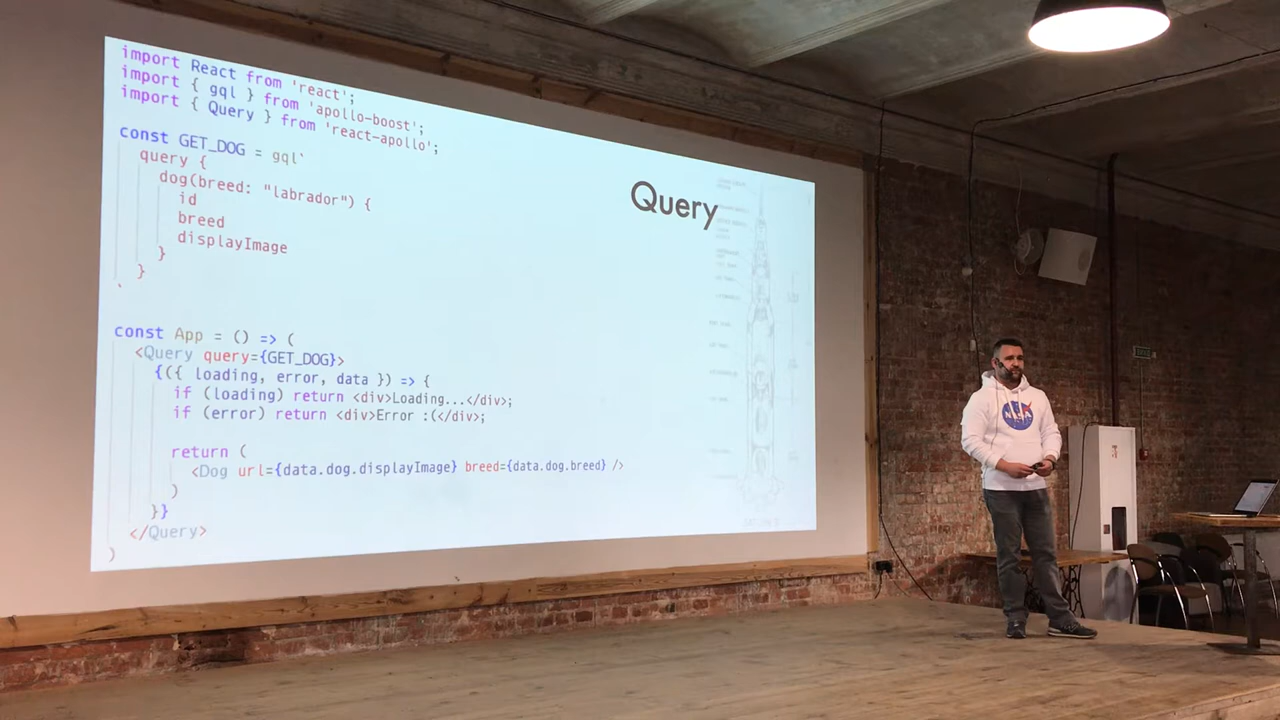 import React from 'react';
import { gql } from 'apollo-boost';
import { Query } from 'react-apollo';
const GET_DOG = gql`
query {
dog(breed: "labrador") {
id
breed
displayImage
}
}
`
const App = () => (
<Query query={GET_DOG}>
{({ loading, error, data }) => {
if (loading) return <div>Loading...</div>;
if (error) return <div>Error :(</div>;
return (
<Dog url={data.dog.displayImage} breed={data.dog.breed} />
)
}}
</Query>
)
Query
NASA